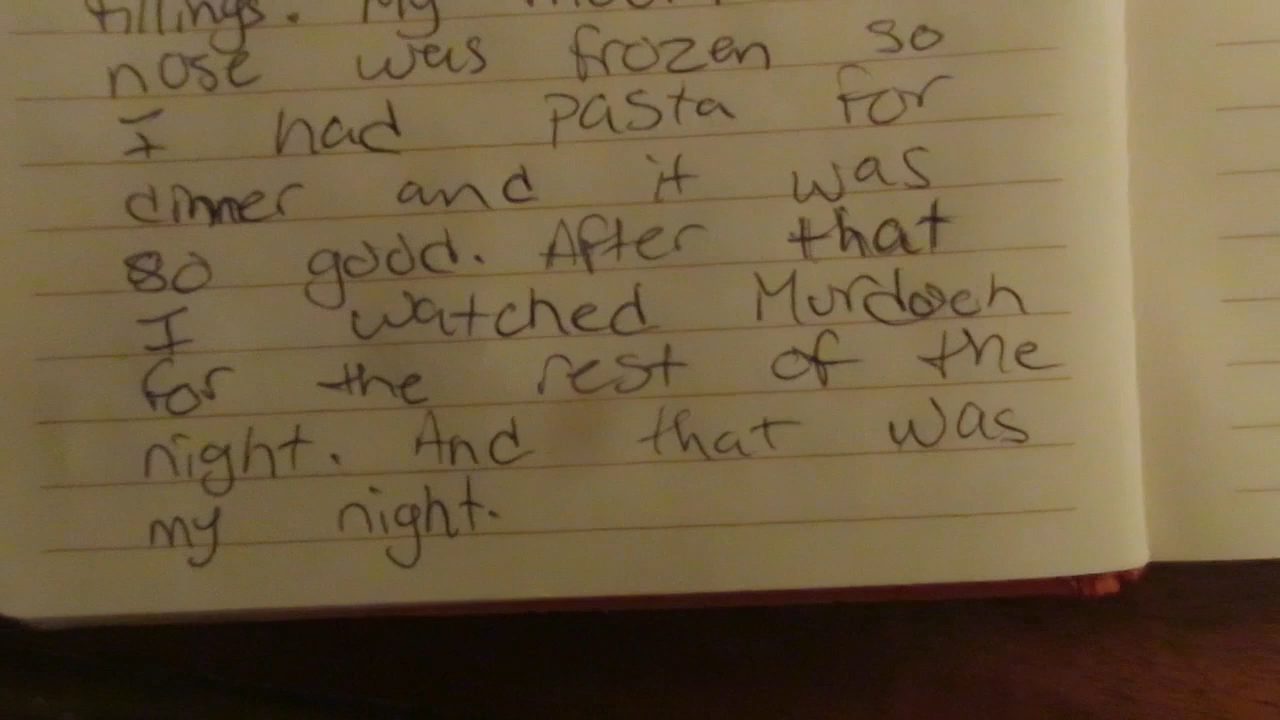 fillings. My
nose was frozen so
I had pasta for
dinner and it was
so good. After that
I watched Murdoch
for the rest of the
night. And that was
my night.